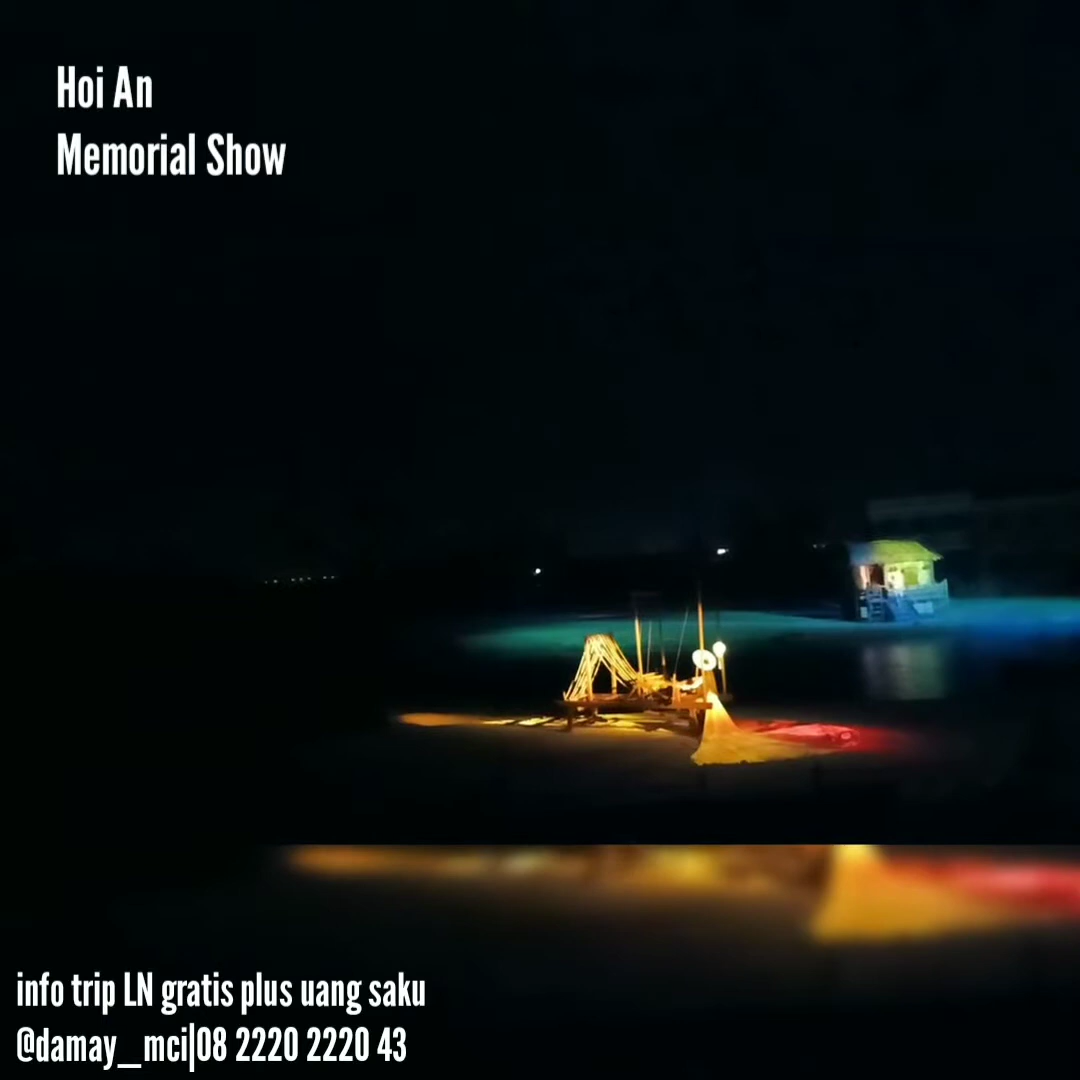 Hoi An
Memorial Show
info trip LN gratis plus uang saku
@damay_mci|08 2220 2220 43